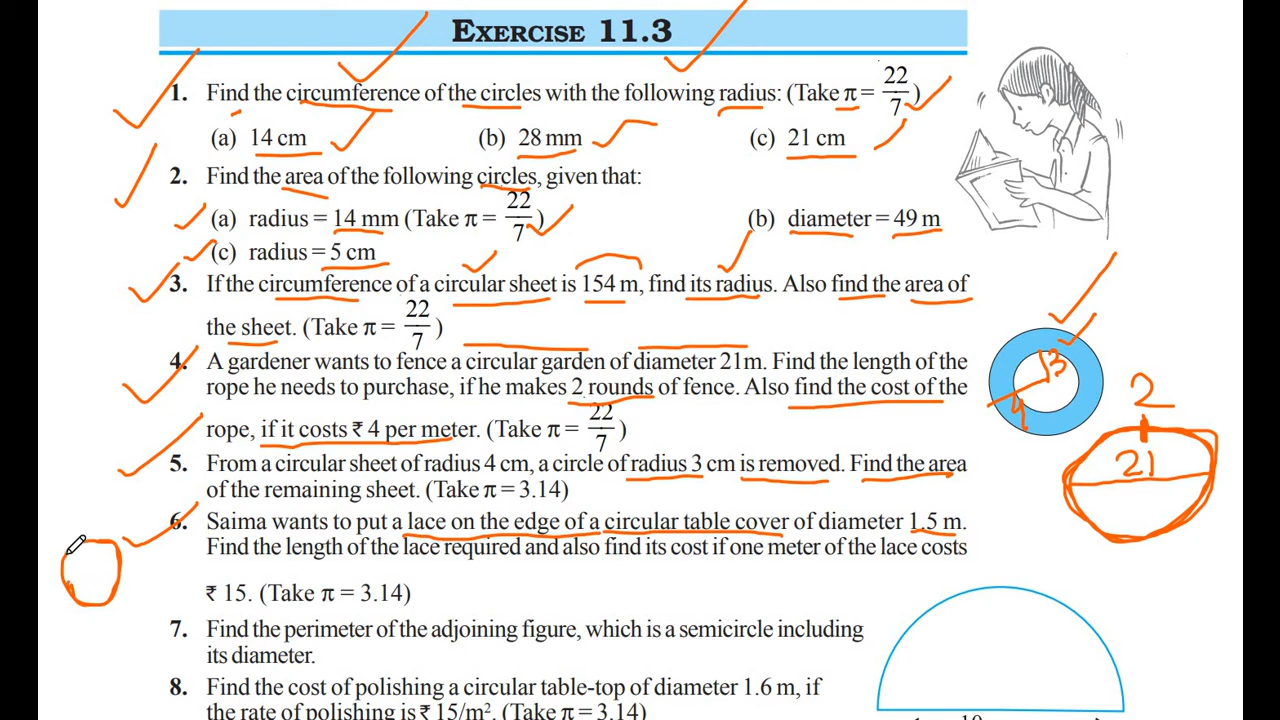 EXERCISE 11.3
1. Find the circumference of the circles with the following radius: (Take π = 22/7)
(a) 14 cm (b) 28 mm (c) 21 cm
2. Find the area of the following circles, given that:
(a) radius = 14 mm (Take π = 22/7) (b) diameter = 49 m
(c) radius = 5 cm
3. If the circumference of a circular sheet is 154 m, find its radius. Also find the area of
the sheet. (Take π = 22/7)
4. A gardener wants to fence a circular garden of diameter 21m. Find the length of the
rope he needs to purchase, if he makes 2 rounds of fence. Also find the cost of the
rope, if it costs ₹ 4 per meter. (Take π = 22/7)
5. From a circular sheet of radius 4 cm, a circle of radius 3 cm is removed. Find the area
of the remaining sheet. (Take π = 3.14)
6. Saima wants to put a lace on the edge of a circular table cover of diameter 1.5 m.
Find the length of the lace required and also find its cost if one meter of the lace costs
₹ 15. (Take π = 3.14)
7. Find the perimeter of the adjoining figure, which is a semicircle including
its diameter.
8. Find the cost of polishing a circular table-top of diameter 1.6 m, if
the rate of polishing is ₹ 15/m². (Take π = 3.14)
3
4
2
21
10